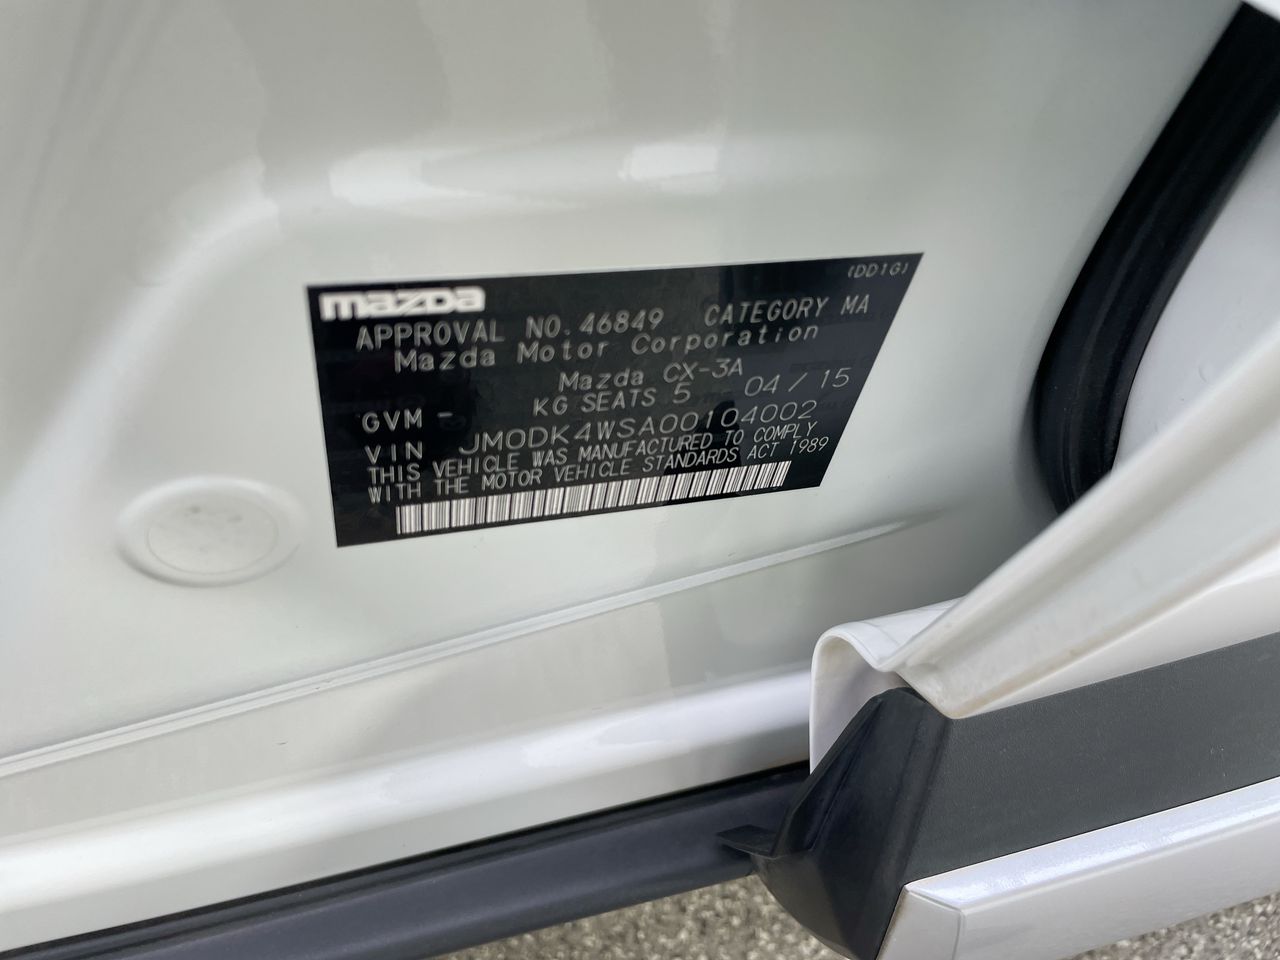 (DD1G)
mazda
APPROVAL NO.46849 CATEGORY MA
Mazda Motor Corporation
Mazda CX-3A
GVM - KG SEATS 5 04/15
VIN JM0DK4WSA00104002
THIS VEHICLE WAS MANUFACTURED TO COMPLY
WITH THE MOTOR VEHICLE STANDARDS ACT 1989